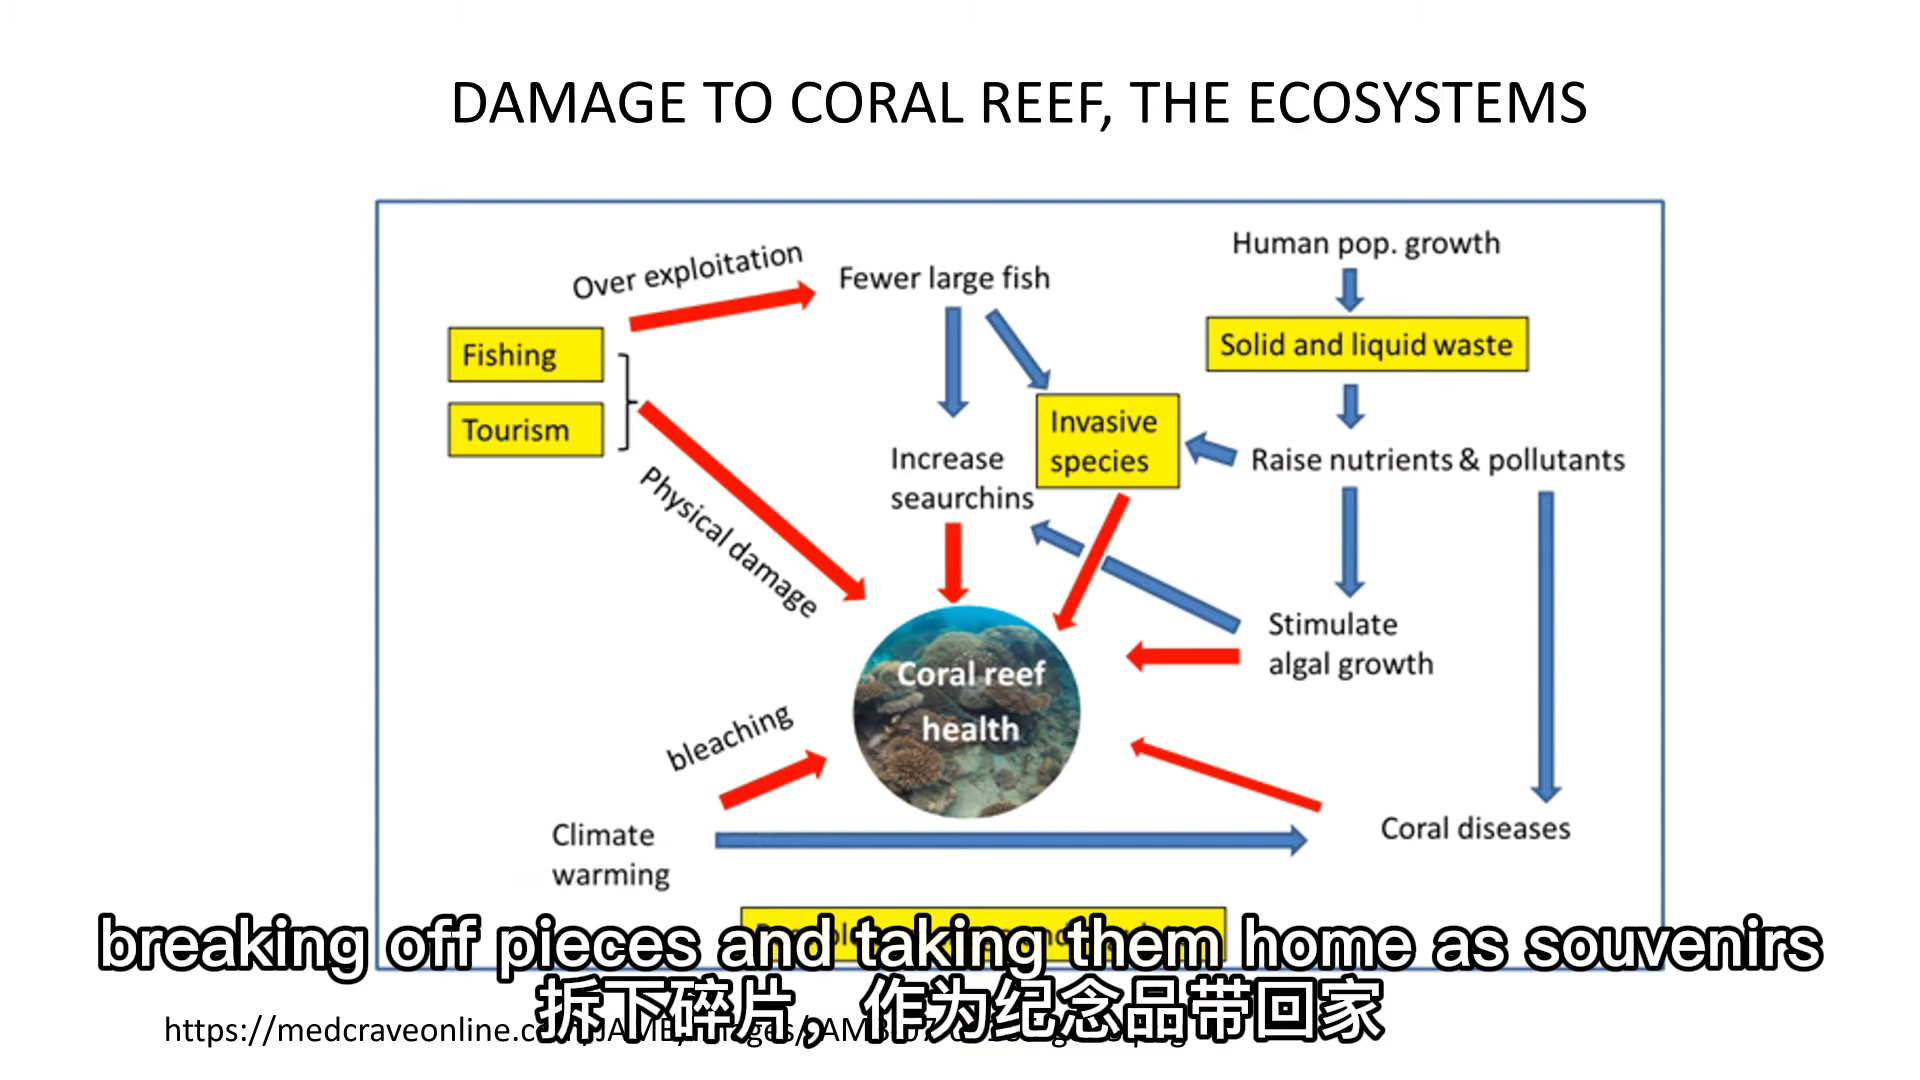 DAMAGE TO CORAL REEF, THE ECOSYSTEMS
Over exploitation
Fewer large fish
Human pop. growth
Fishing
Solid and liquid waste
Tourism
Invasive
species
Increase
seaurchins
Raise nutrients & pollutants
Physical damage
Stimulate
algal growth
Coral reef
health
bleaching
Climate
warming
Coral diseases
breaking off pieces and taking them home as souvenirs
拆下碎片，作为纪念品带回家
https://medcraveonline.com/JAMB/images/